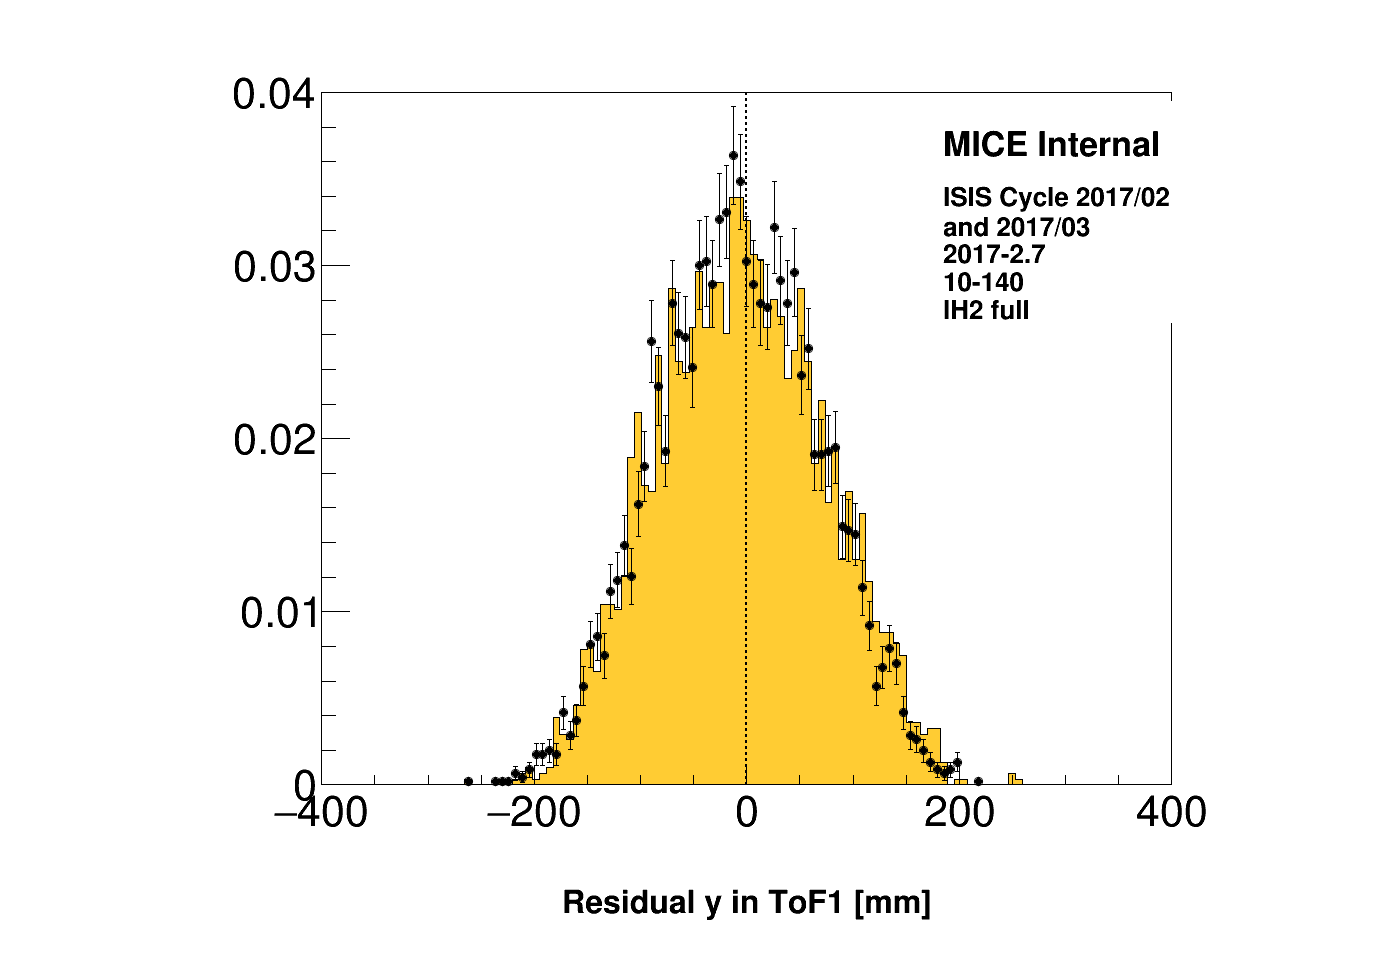 0.04
MICE Internal
ISIS Cycle 2017/02
and 2017/03
2017-2.7
10-140
lH2 full
0.03
0.02
0.01
0
−400 −200 0 200 400
Residual y in ToF1 [mm]